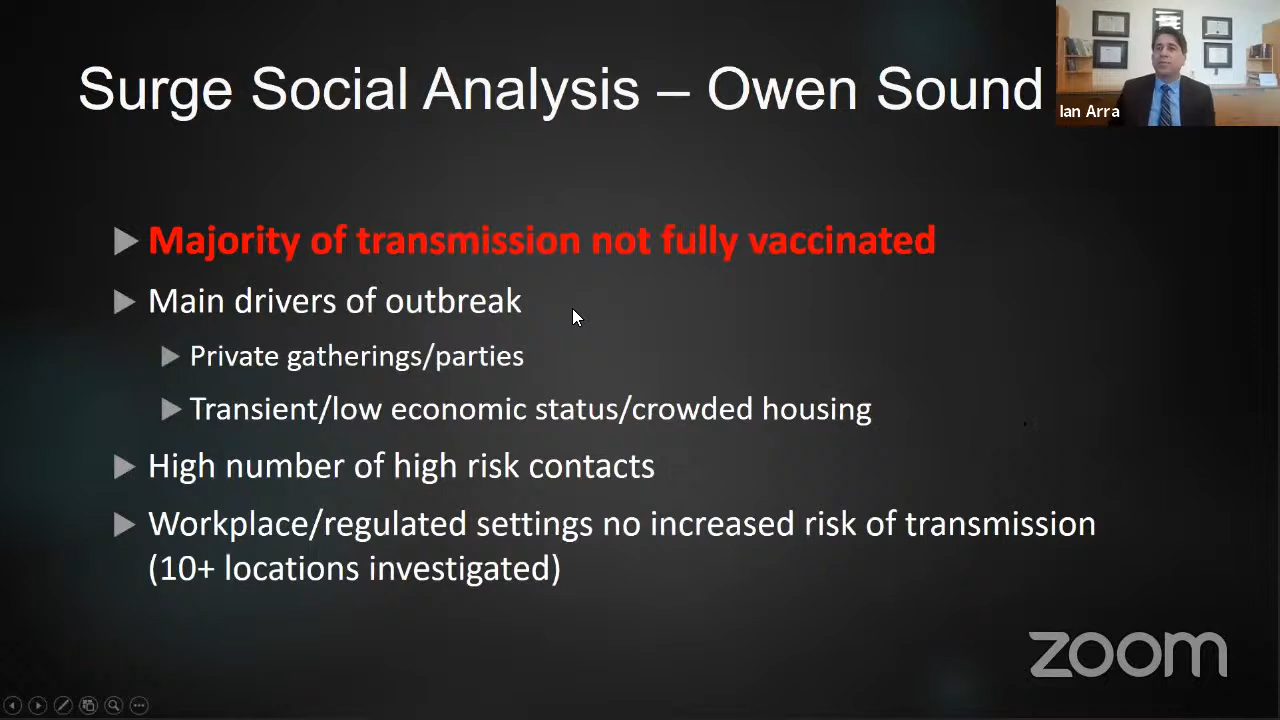 Surge Social Analysis – Owen Sound
Ian Arra
Majority of transmission not fully vaccinated
Main drivers of outbreak
Private gatherings/parties
Transient/low economic status/crowded housing
High number of high risk contacts
Workplace/regulated settings no increased risk of transmission
(10+ locations investigated)
zoom